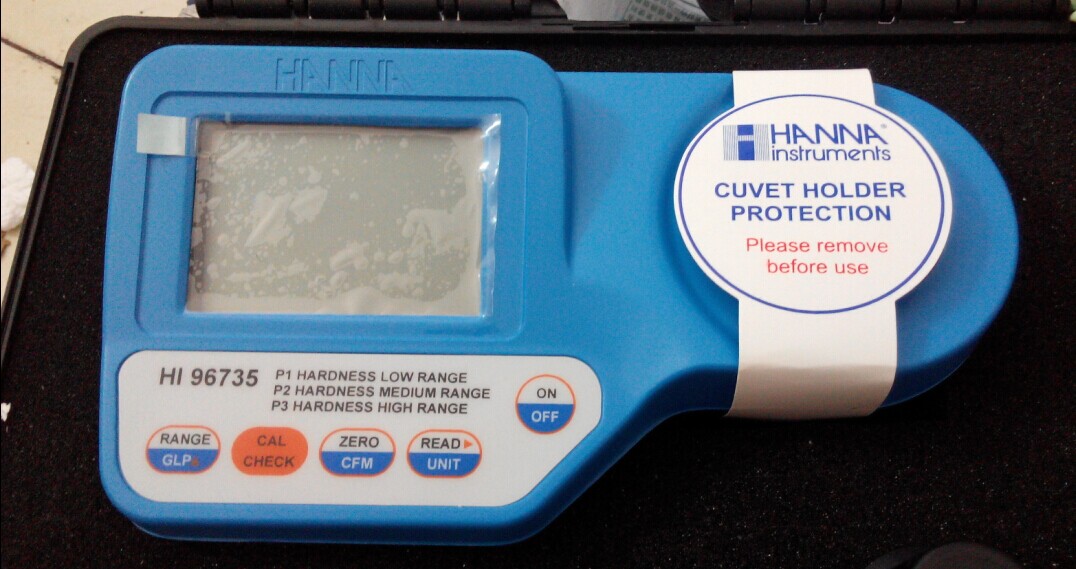 HANNA
HANNA®
instruments
CUVET HOLDER
PROTECTION
Please remove
before use
HI 96735
P1 HARDNESS LOW RANGE
P2 HARDNESS MEDIUM RANGE
P3 HARDNESS HIGH RANGE
ON
OFF
RANGE
GLP
CAL
CHECK
ZERO
CFM
READ
UNIT